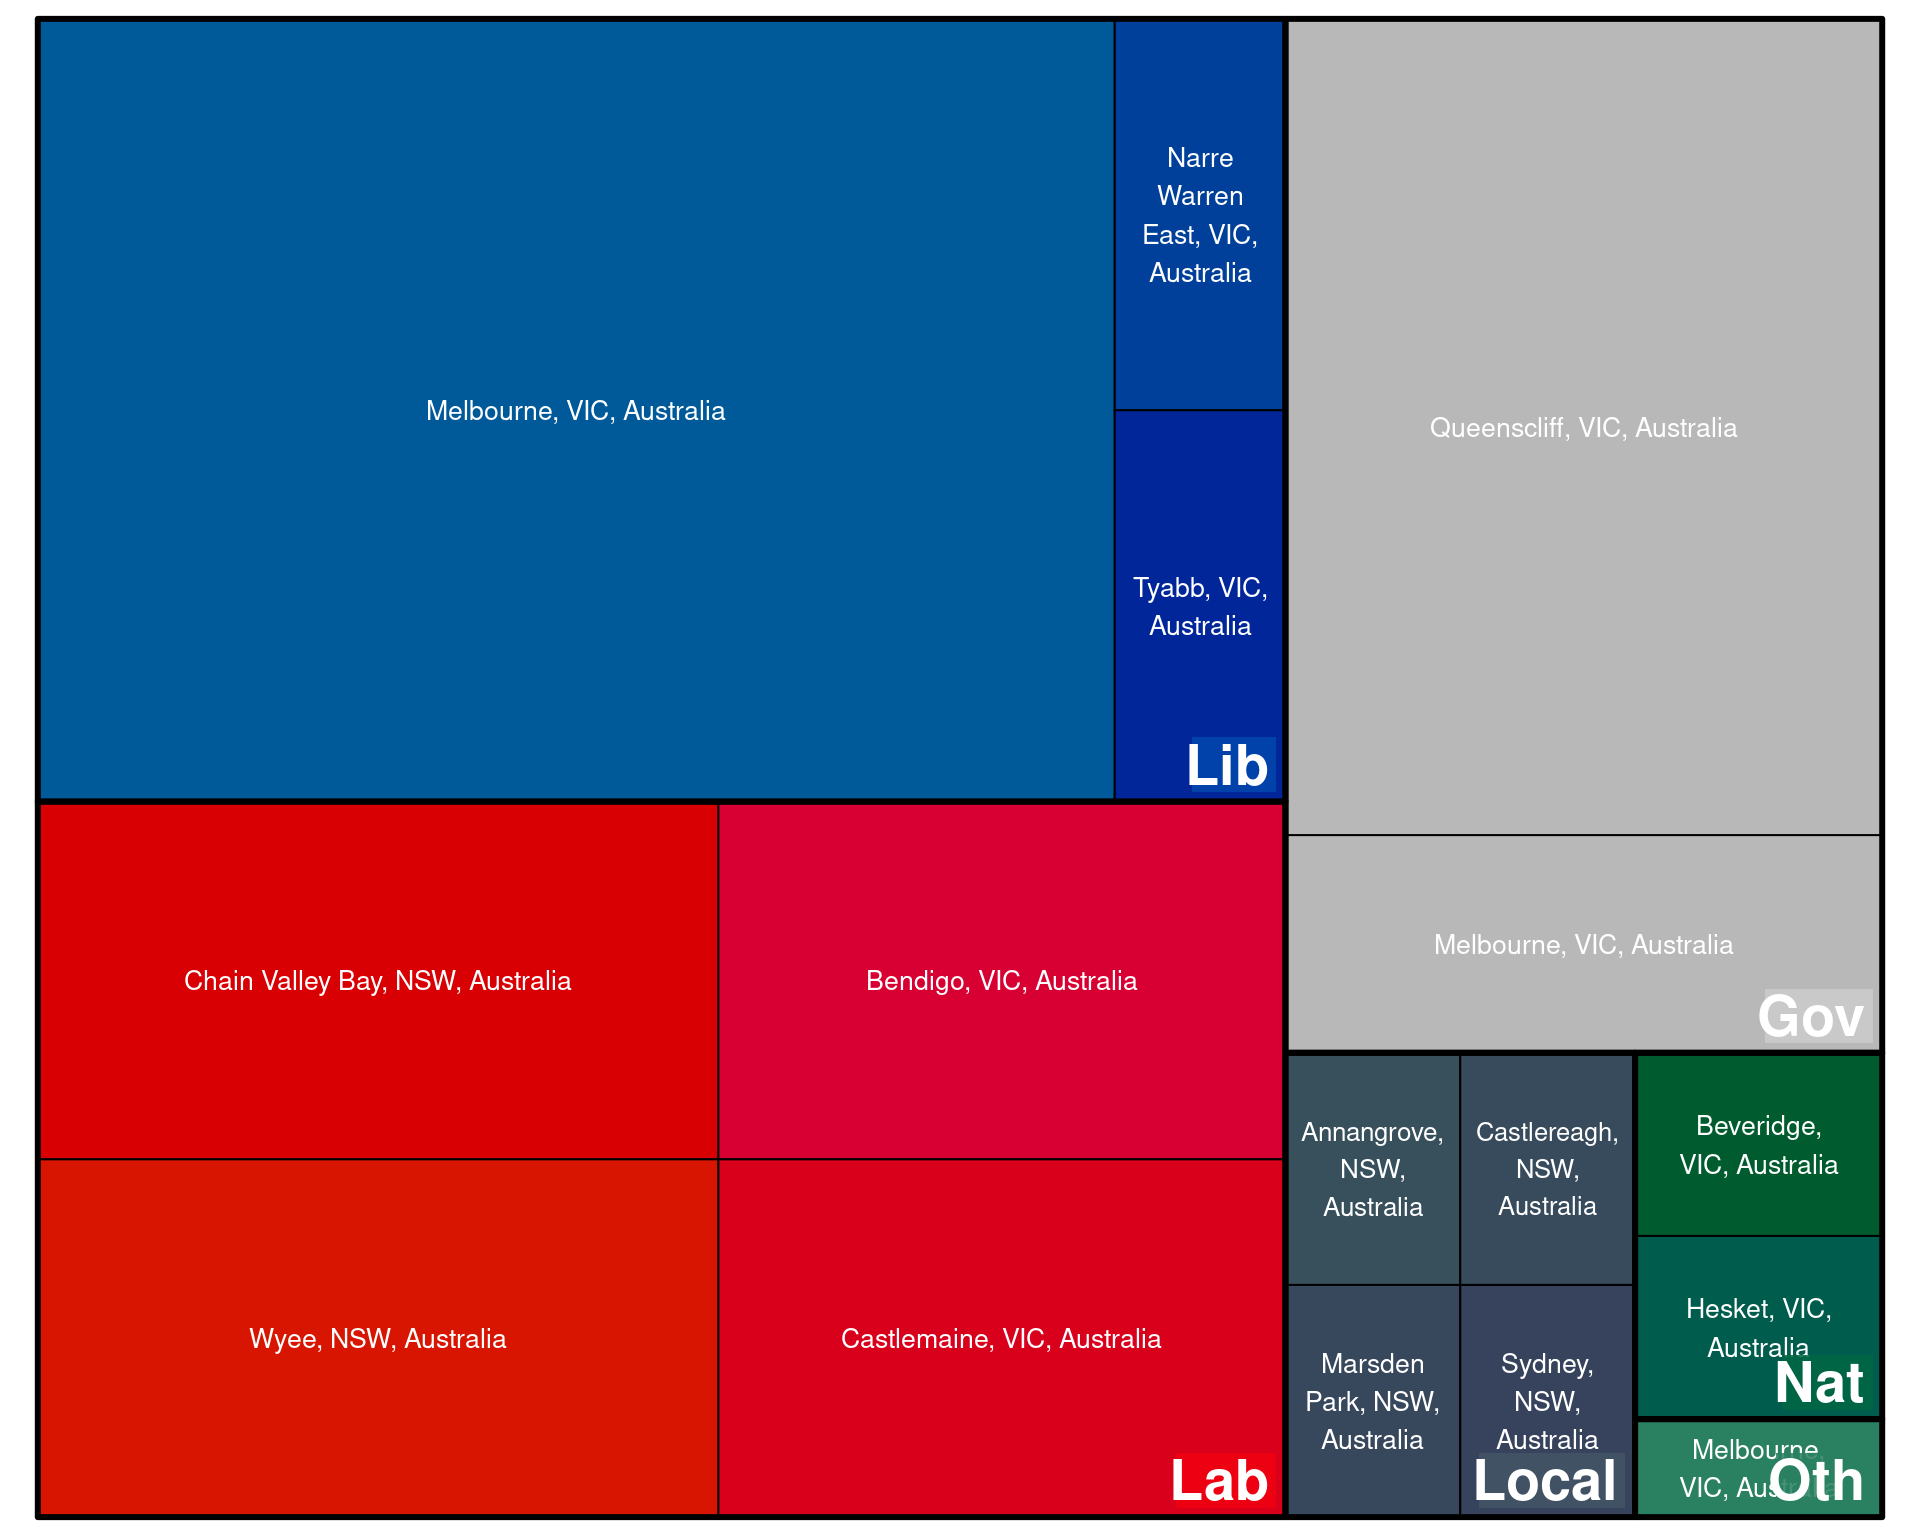 Melbourne, VIC, Australia
Narre
Warren
East, VIC,
Australia
Tyabb, VIC,
Australia
Lib
Queenscliff, VIC, Australia
Melbourne, VIC, Australia
Gov
Chain Valley Bay, NSW, Australia
Bendigo, VIC, Australia
Wyee, NSW, Australia
Castlemaine, VIC, Australia
Lab
Annangrove,
NSW,
Australia
Castlereagh,
NSW,
Australia
Marsden
Park, NSW,
Australia
Sydney,
NSW,
Australia
Local
Beveridge,
VIC, Australia
Hesket, VIC,
Australia
Nat
Melbourne,
VIC, Australia
Oth